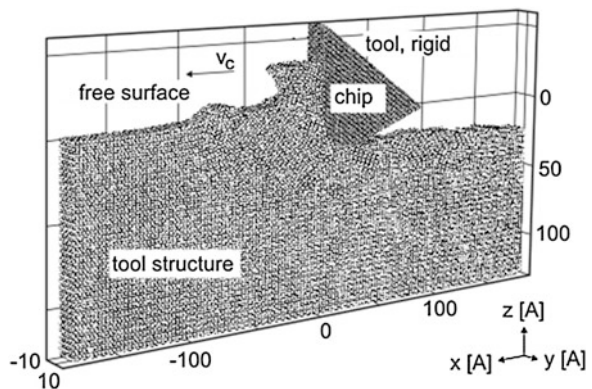 tool, rigid
v_c
free surface
chip
0
50
100
tool structure
-10
10
-100
0
100
z [A]
x [A]
y [A]